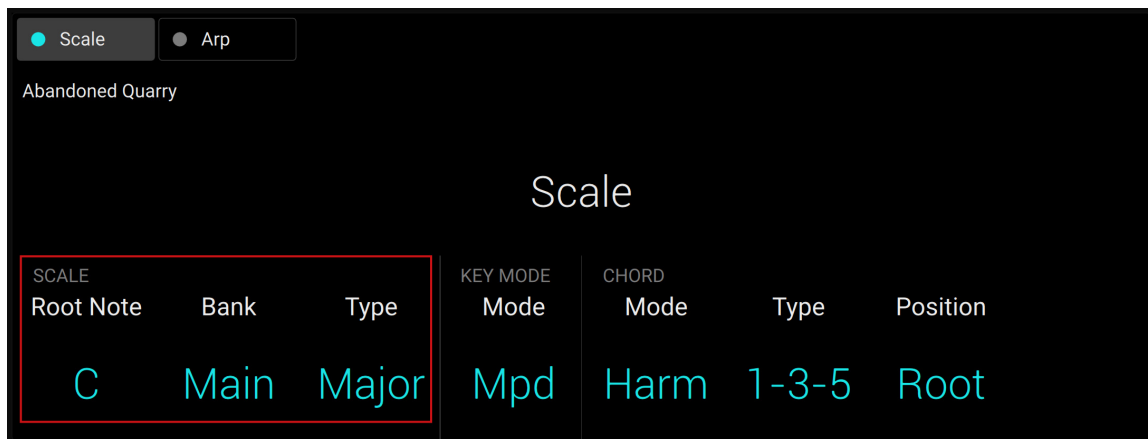 Scale Arp
Abandoned Quarry
Scale
SCALE KEY MODE CHORD
Root Note Bank Type Mode Mode Type Position
C Main Major Mpd Harm 1-3-5 Root